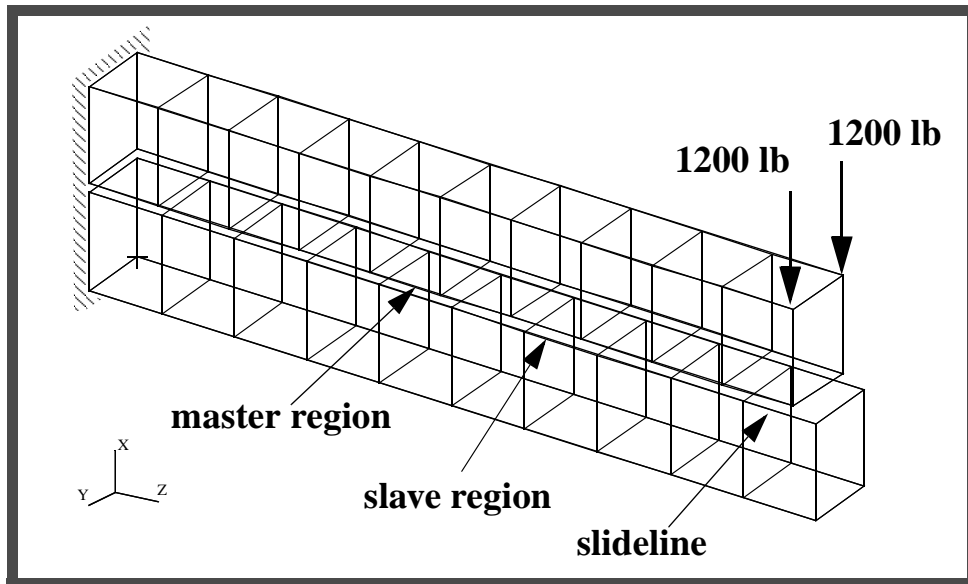 1200 lb
1200 lb
master region
slave region
slideline
X
Y
Z